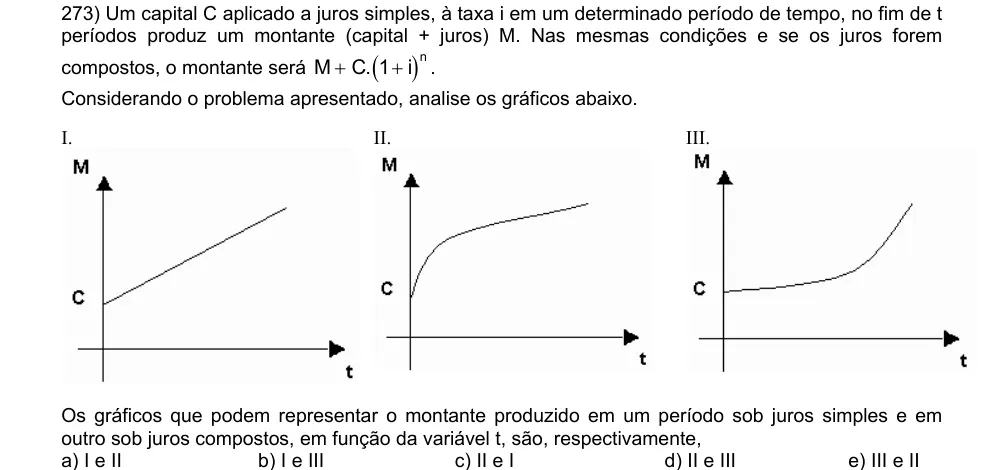 273) Um capital C aplicado a juros simples, à taxa i em um determinado período de tempo, no fim de t
períodos produz um montante (capital + juros) M. Nas mesmas condições e se os juros forem
compostos, o montante será M + C.(1+ i)ⁿ .
Considerando o problema apresentado, analise os gráficos abaixo.
I. II. III.
M M M
C C C
t t t
Os gráficos que podem representar o montante produzido em um período sob juros simples e em
outro sob juros compostos, em função da variável t, são, respectivamente,
a) I e II b) I e III c) II e I d) II e III e) III e II